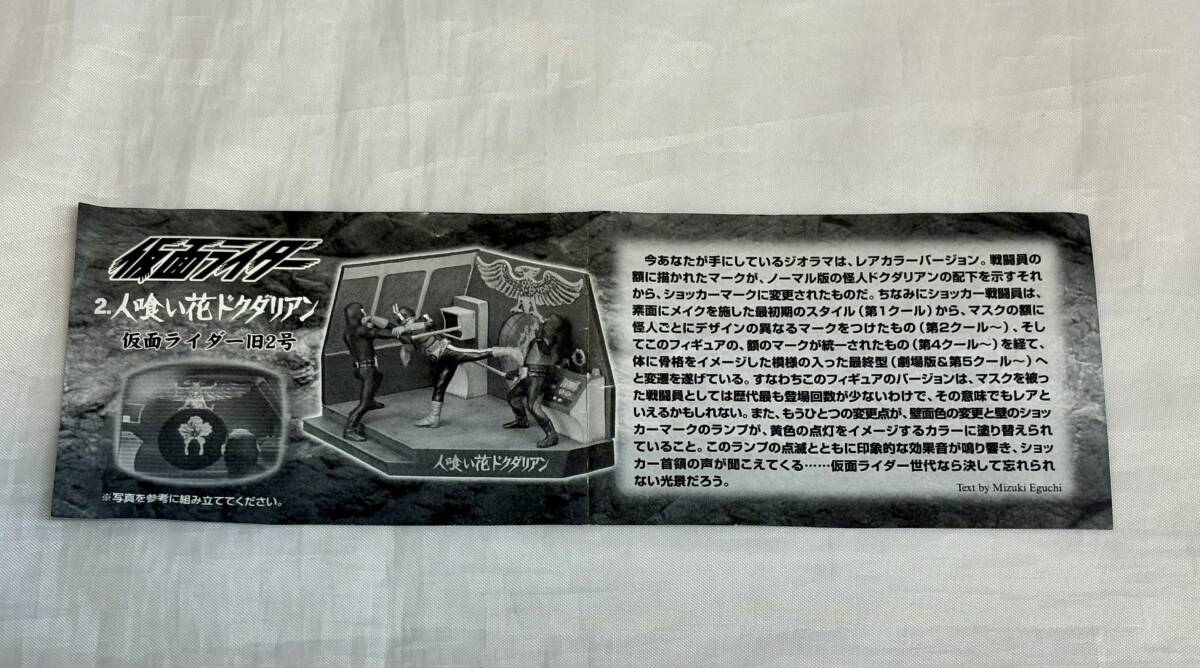 仮面ライダー
2.人喰い花ドクダリアン
仮面ライダー旧2号
人喰い花ドクダリアン
※写真を参考に組み立ててください。
今あなたが手にしているジオラマは、レアカラーバージョン。戦闘員の
額に描かれたマークが、ノーマル版の怪人ドクダリアンの配下を示すそれ
から、ショッカーマークに変更されたものだ。ちなみにショッカー戦闘員は、
素面にメイクを施した最初期のスタイル(第1クール)から、マスクの額に
怪人ごとにデザインの異なるマークをつけたもの(第2クール〜)、そし
てこのフィギュアの、額のマークが統一されたもの(第4クール〜)を経て、
体に骨格をイメージした模様の入った最終型(劇場版&第5クール〜)へ
と変遷を遂げている。すなわちこのフィギュアのバージョンは、マスクを被っ
た戦闘員としては歴代最も登場回数が少ないわけで、その意味でもレアと
いえるかもしれない。また、もうひとつの変更点が、壁面色の変更と壁のショッ
カーマークのランプが、黄色の点灯をイメージするカラーに塗り替えられ
ていること。このランプの点滅とともに印象的な効果音が鳴り響き、ショッ
カー首領の声が聞こえてくる……仮面ライダー世代なら決して忘れられ
ない光景だろう。
Text by Mizuki Eguchi